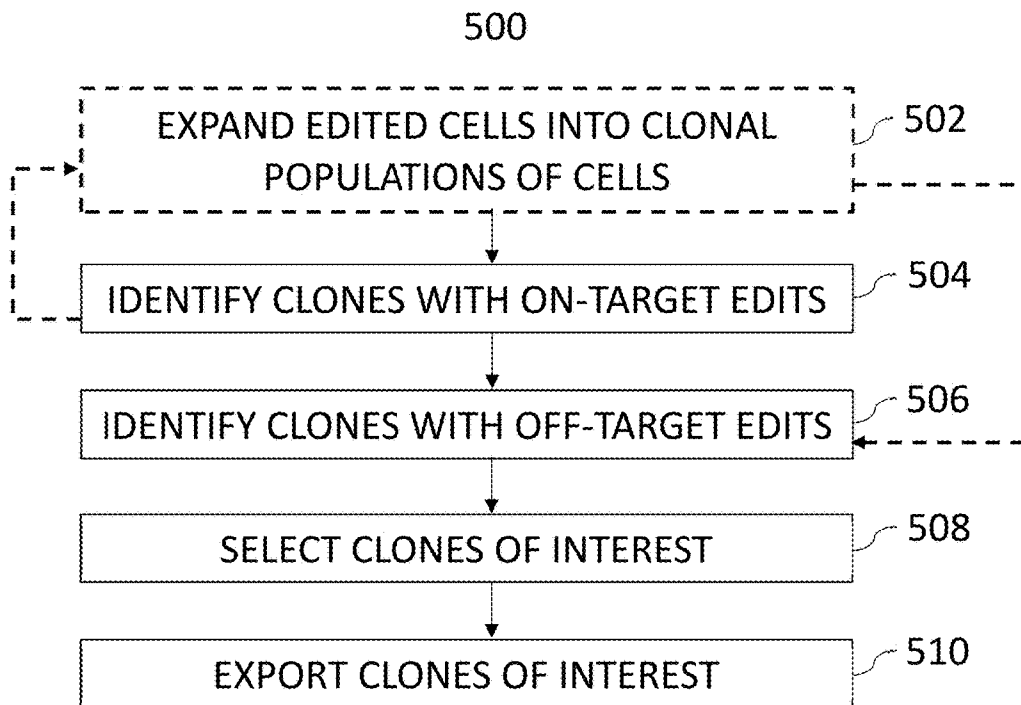 500
EXPAND EDITED CELLS INTO CLONAL
POPULATIONS OF CELLS
502
IDENTIFY CLONES WITH ON-TARGET EDITS
504
IDENTIFY CLONES WITH OFF-TARGET EDITS
506
SELECT CLONES OF INTEREST
508
EXPORT CLONES OF INTEREST
510